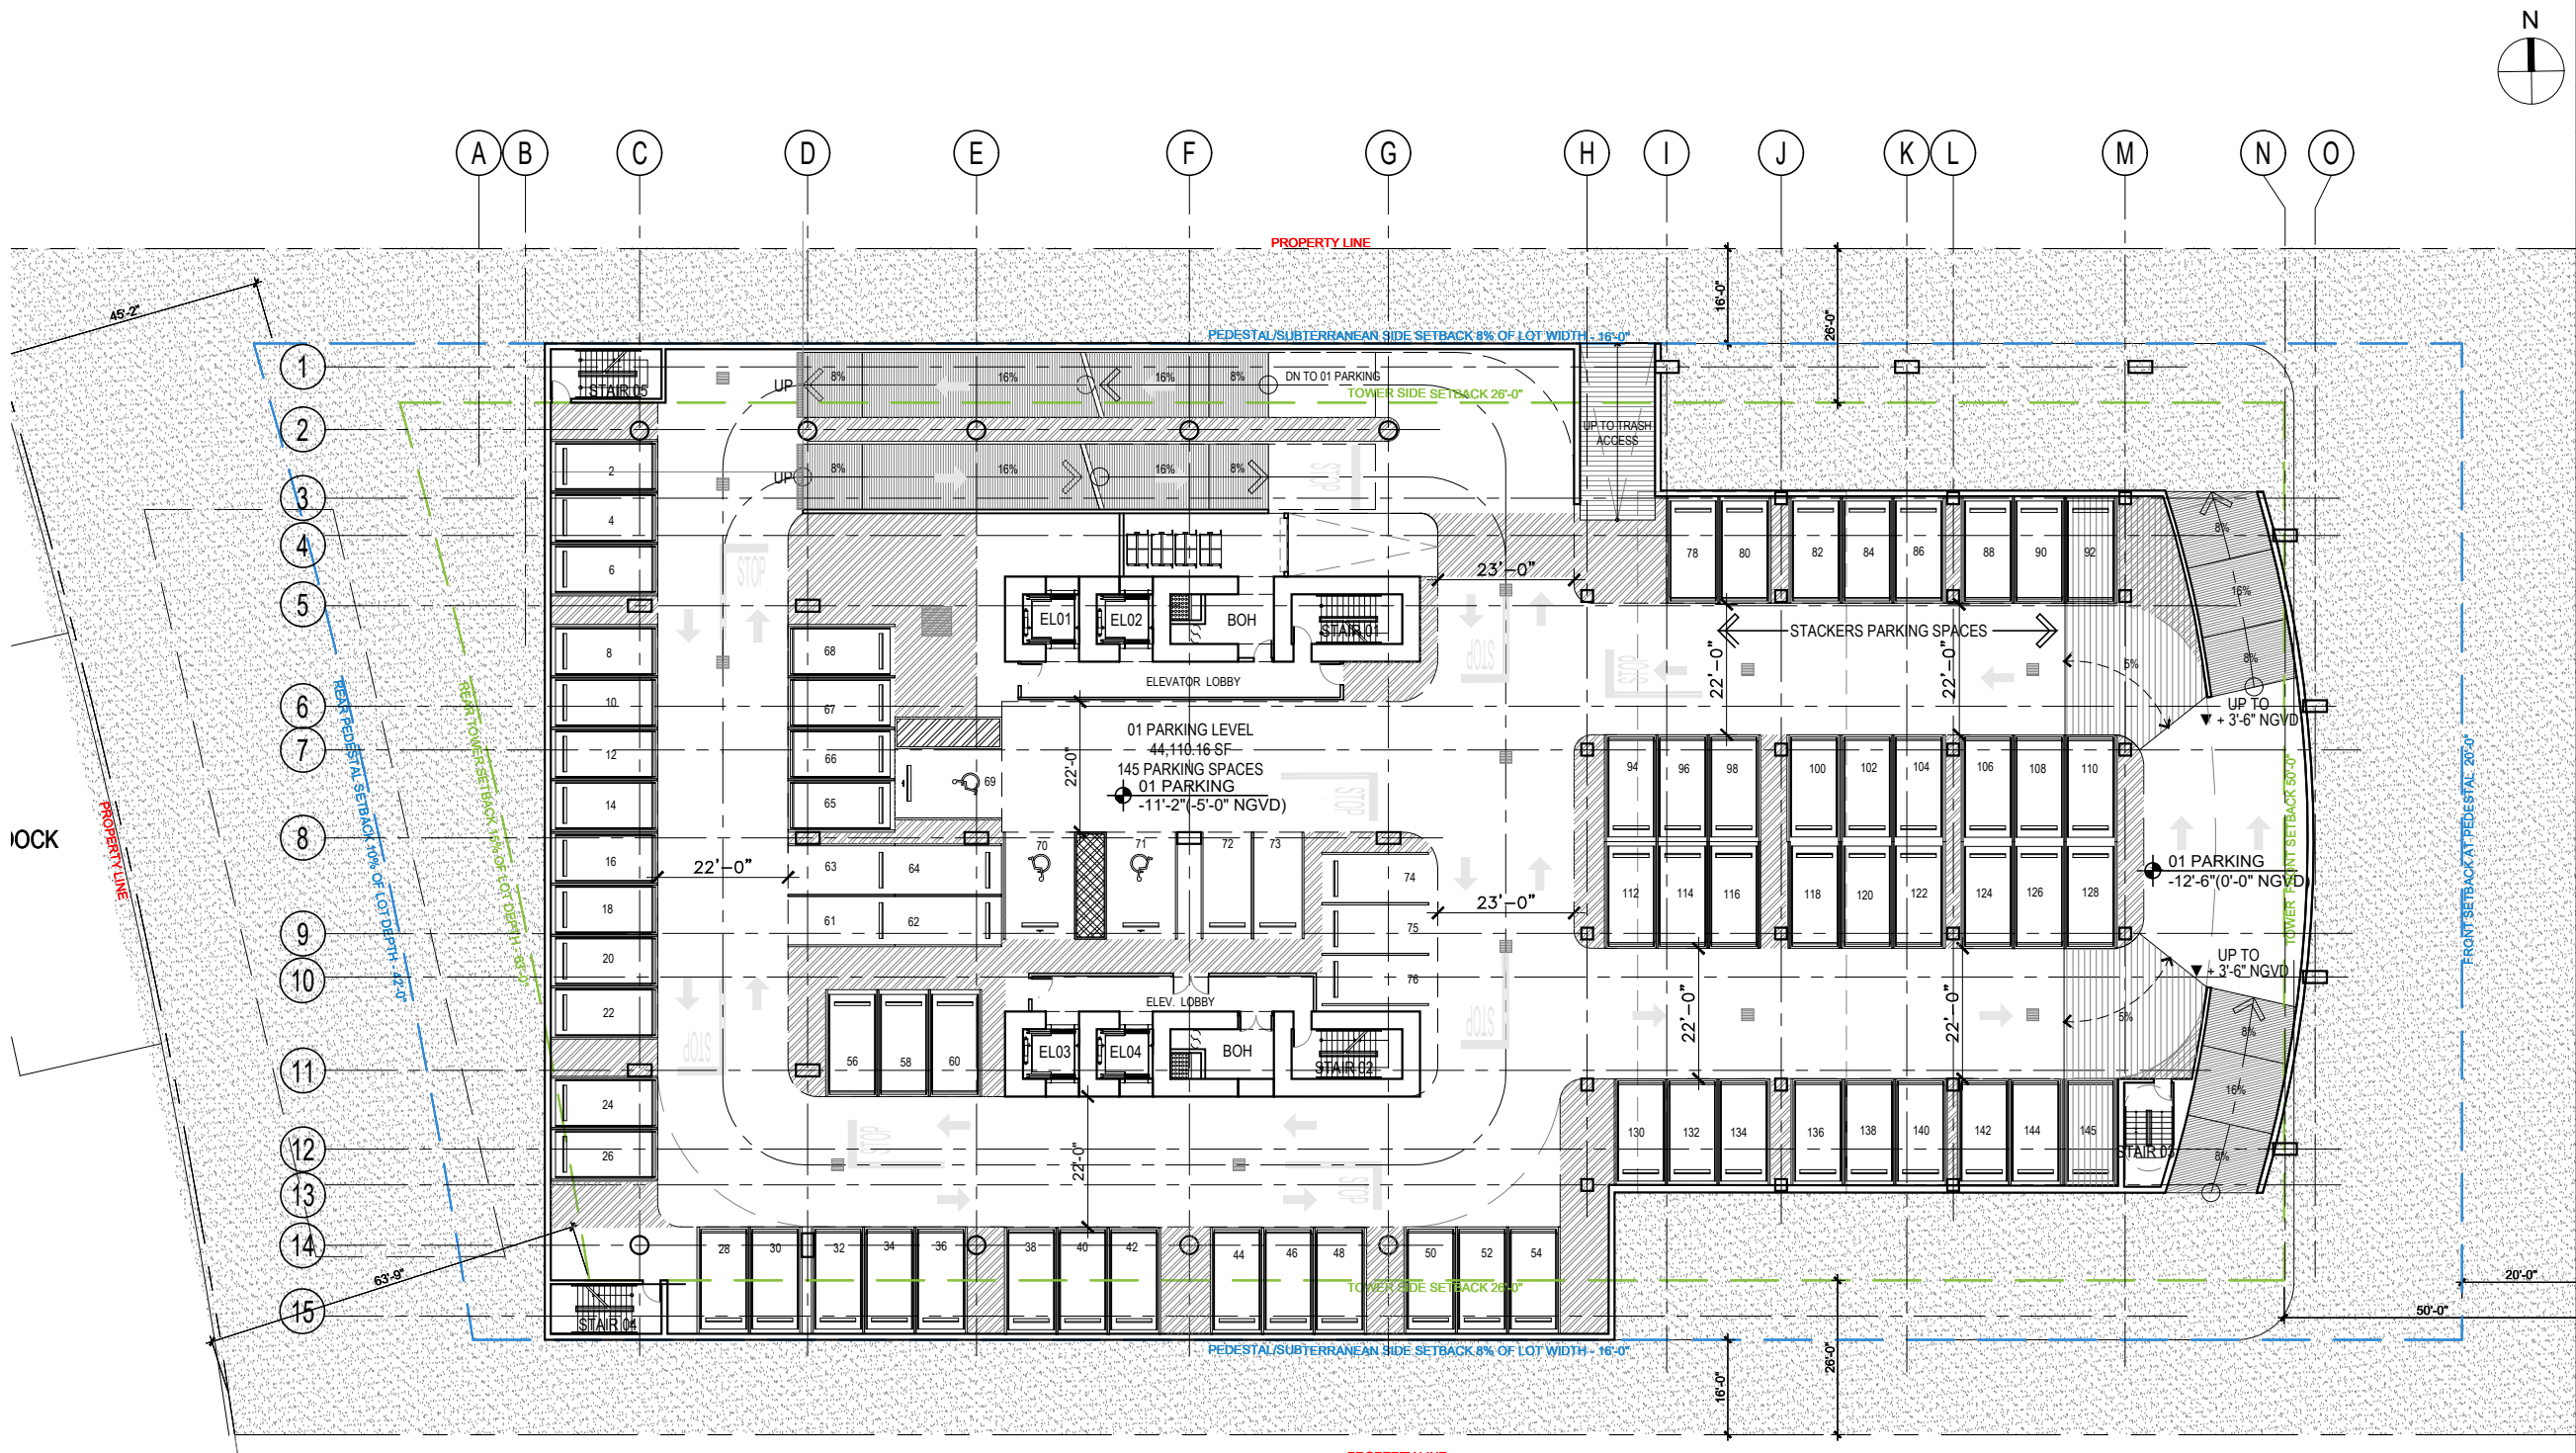 N
A B C D E F G H I J K L M N O
PROPERTY LINE
45'-2"
16'-0"
26'-0"
PEDESTAL/SUBTERRANEAN SIDE SETBACK 8% OF LOT WIDTH - 16'-0"
1
STAIR 05
UP 8% 16% 16% 8% DN TO 01 PARKING
TOWER SIDE SETBACK 26'-0"
2
UP TO TRASH
ACCESS
UP 8% 16% 16% 8%
STOP
2
3
4
4
6
5
STOP
78 80 82 84 86 88 90 92
8%
16%
8%
23'-0"
EL01 EL02 BOH STAIR 01
STOP
STACKERS PARKING SPACES
8
68
ELEVATOR LOBBY
STOP
22'-0"
22'-0"
5%
6
10
67
UP TO
+ 3'-6" NGVD
7
12
66
69
65
14
01 PARKING LEVEL
44,110.16 SF
145 PARKING SPACES
01 PARKING
-11'-2"(-5'-0" NGVD)
22'-0"
STOP
94 96 98 100 102 104 106 108 110
DOCK
PROPERTY LINE
REAR PEDESTAL SETBACK 10% OF LOT DEPTH - 42'-0"
REAR TOWER SETBACK 15% OF LOT DEPTH - 63'-0"
TOWER FRONT SETBACK 50'-0"
FRONT SETBACK AT PEDESTAL 20'-0"
8
16
22'-0"
63 64 70 71 72 73
74
61 62
75
76
23'-0"
112 114 116 118 120 122 124 126 128
01 PARKING
-12'-6"(0'-0" NGVD)
18
9
20
10
22
ELEV. LOBBY
UP TO
+ 3'-6" NGVD
STOP
STOP
22'-0"
22'-0"
5%
56 58 60
EL03 EL04 BOH STAIR 02
8%
16%
8%
11
24
12
26
STOP
22'-0"
STOP
130 132 134 136 138 140 142 144 145
STAIR 03
13
14
28 30 32 34 36 38 40 42 44 46 48 50 52 54
63'-9"
TOWER SIDE SETBACK 26'-0"
20'-0"
50'-0"
15
STAIR 04
PEDESTAL/SUBTERRANEAN SIDE SETBACK 8% OF LOT WIDTH - 16'-0"
16'-0"
26'-0"
PROPERTY LINE